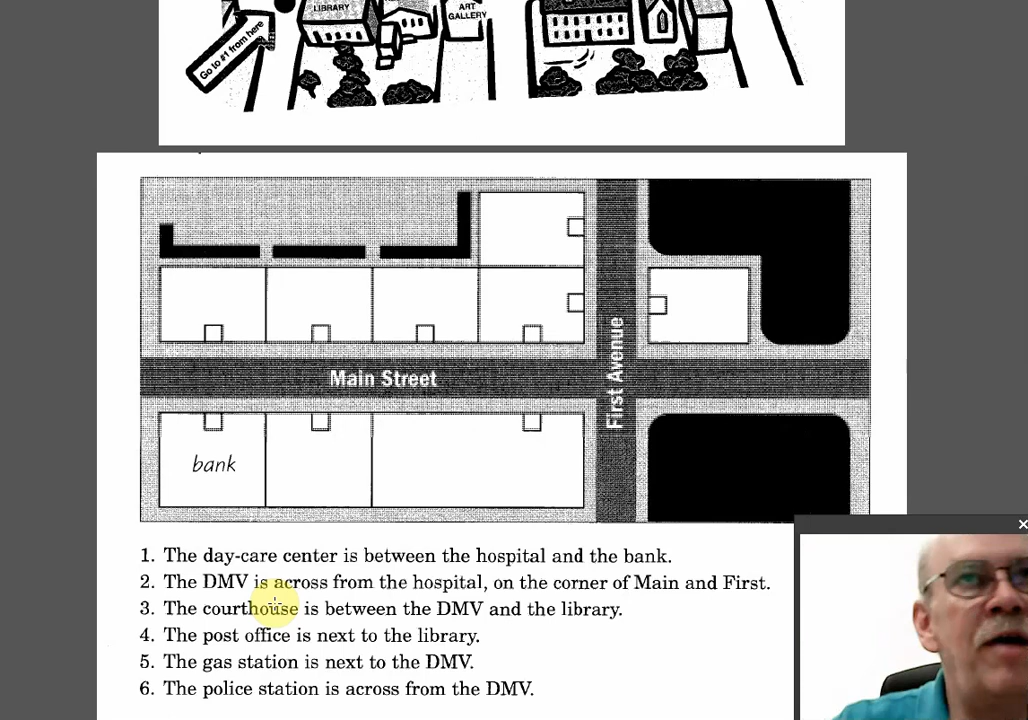 LIBRARY
ART
GALLERY
Go to #1 from here
Main Street
First Avenue
bank
1. The day-care center is between the hospital and the bank.
2. The DMV is across from the hospital, on the corner of Main and First.
3. The courthouse is between the DMV and the library.
4. The post office is next to the library.
5. The gas station is next to the DMV.
6. The police station is across from the DMV.